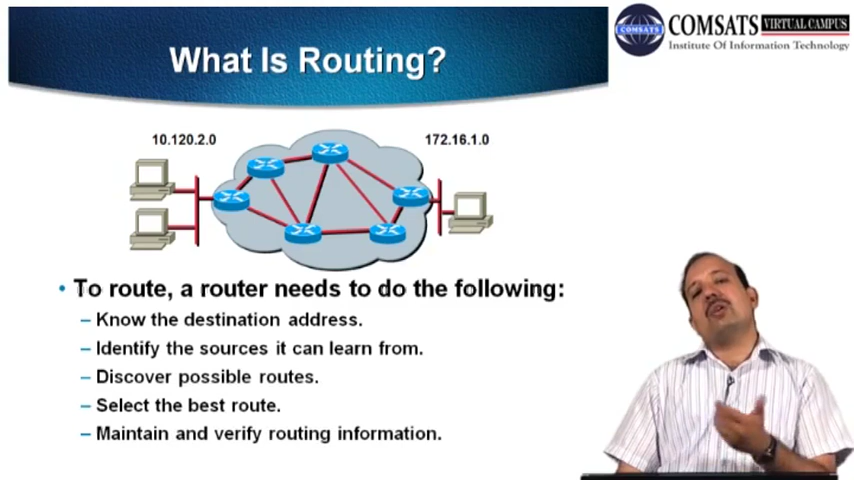 What Is Routing?
COMSATS VIRTUAL CAMPUS
(COMSATS)
Institute Of Information Technology
10.120.2.0
172.16.1.0
• To route, a router needs to do the following:
– Know the destination address.
– Identify the sources it can learn from.
– Discover possible routes.
– Select the best route.
– Maintain and verify routing information.